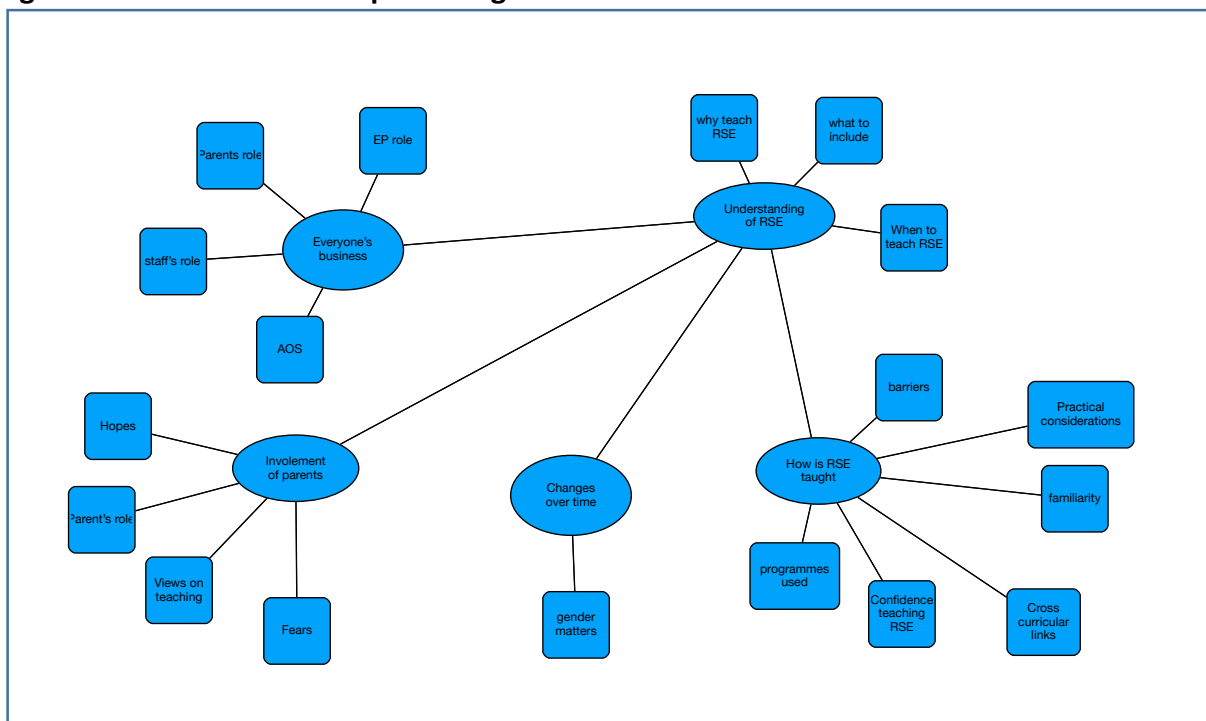 EP role
Parents role
staff's role
Everyone's
business
AOS
why teach
RSE
what to
include
Understanding
of RSE
When to
teach RSE
Hopes
Involement
of parents
Parent's role
Views on
teaching
Fears
Changes
over time
gender
matters
barriers
Practical
considerations
How is RSE
taught
familiarity
programmes
used
Confidence
teaching
RSE
Cross
curricular
links